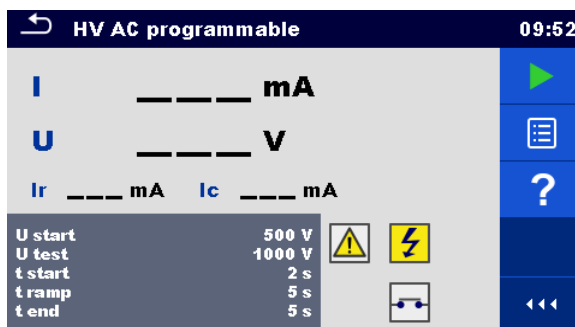 HV AC programmable 09:52
I ___ mA
U ___ V
Ir ___ mA Ic ___ mA
U start 500 V
U test 1000 V
t start 2 s
t ramp 5 s
t end 5 s
?